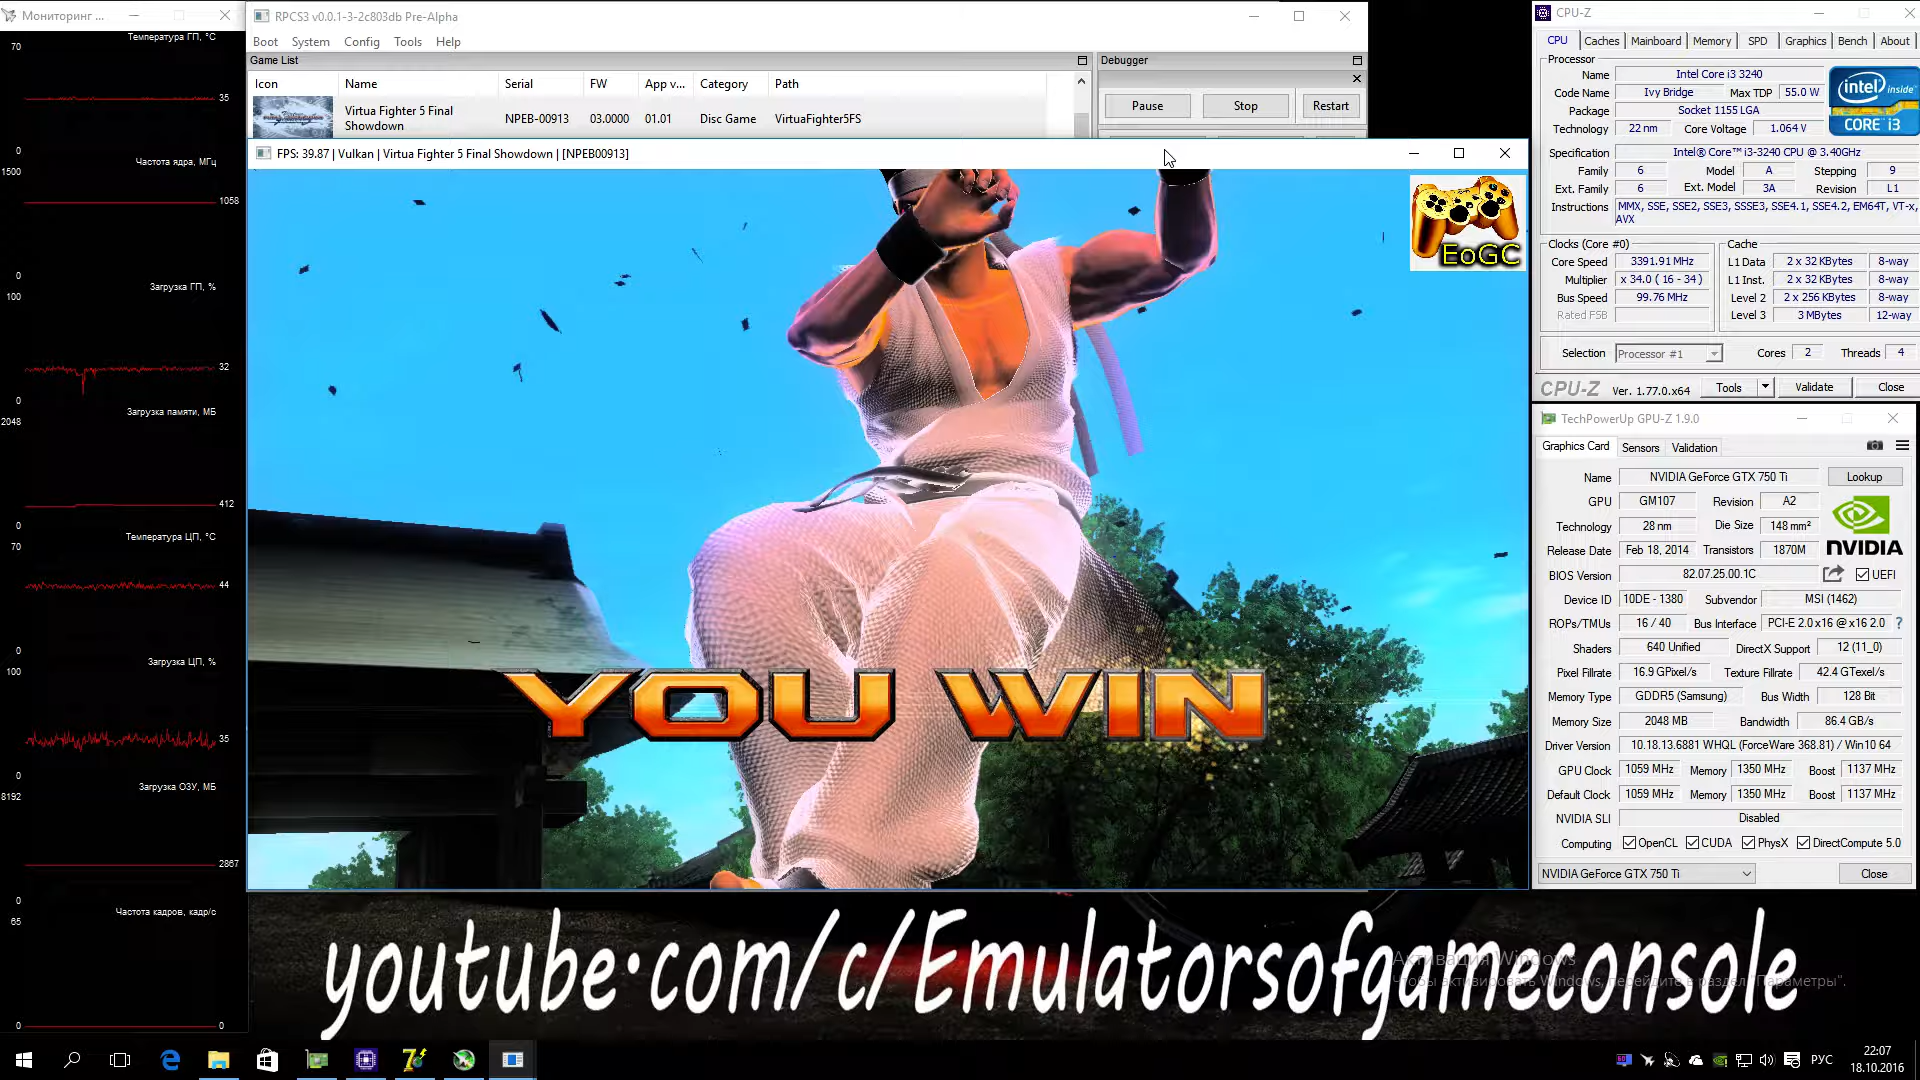 Мониторинг ...
Температура ГП, °C
70
35
0
Частота ядра, МГц
1500
1058
0
Загрузка ГП, %
100
32
0
Загрузка памяти, МБ
2048
412
0
Температура ЦП, °C
70
44
0
Загрузка ЦП, %
100
35
0
Загрузка ОЗУ, МБ
8192
2867
0
Частота кадров, кадр/с
65
0
0
RPCS3 v0.0.1-3-2c803db Pre-Alpha
Boot System Config Tools Help
Game List
Icon Name Serial FW App v... Category Path
Virtua Fighter 5 Final Showdown NPEB-00913 03.0000 01.01 Disc Game VirtuaFighter5FS
Debugger
Pause Stop Restart
FPS: 39.87 | Vulkan | Virtua Fighter 5 Final Showdown | [NPEB00913]
EoGC
YOU WIN
youtube.com/c/Emulatorsofgameconsole
Активация Windows
Чтобы активировать Windows, перейдите в раздел "Параметры".
CPU-Z
CPU Caches Mainboard Memory SPD Graphics Bench About
Processor
Name Intel Core i3 3240
Code Name Ivy Bridge Max TDP 55.0 W
Package Socket 1155 LGA
Technology 22 nm Core Voltage 1.064 V
intel inside™
CORE i3
Specification Intel® Core™ i3-3240 CPU @ 3.40GHz
Family 6 Model A Stepping 9
Ext. Family 6 Ext. Model 3A Revision L1
Instructions MMX, SSE, SSE2, SSE3, SSSE3, SSE4.1, SSE4.2, EM64T, VT-x,
AVX
Clocks (Core #0)
Core Speed 3391.91 MHz
Multiplier x 34.0 ( 16 - 34 )
Bus Speed 99.76 MHz
Rated FSB
Cache
L1 Data 2 x 32 KBytes 8-way
L1 Inst. 2 x 32 KBytes 8-way
Level 2 2 x 256 KBytes 8-way
Level 3 3 MBytes 12-way
Selection Processor #1 Cores 2 Threads 4
CPU-Z Ver. 1.77.0.x64 Tools Validate Close
TechPowerUp GPU-Z 1.9.0
Graphics Card Sensors Validation
Name NVIDIA GeForce GTX 750 Ti Lookup
GPU GM107 Revision A2
Technology 28 nm Die Size 148 mm²
Release Date Feb 18, 2014 Transistors 1870M
NVIDIA
BIOS Version 82.07.25.00.1C UEFI
Device ID 10DE - 1380 Subvendor MSI (1462)
ROPs/TMUs 16 / 40 Bus Interface PCI-E 2.0 x16 @ x16 2.0 ?
Shaders 640 Unified DirectX Support 12 (11_0)
Pixel Fillrate 16.9 GPixel/s Texture Fillrate 42.4 GTexel/s
Memory Type GDDR5 (Samsung) Bus Width 128 Bit
Memory Size 2048 MB Bandwidth 86.4 GB/s
Driver Version 10.18.13.6881 WHQL (ForceWare 368.81) / Win10 64
GPU Clock 1059 MHz Memory 1350 MHz Boost 1137 MHz
Default Clock 1059 MHz Memory 1350 MHz Boost 1137 MHz
NVIDIA SLI Disabled
Computing OpenCL CUDA PhysX DirectCompute 5.0
NVIDIA GeForce GTX 750 Ti Close
РУС
22:07
18.10.2016